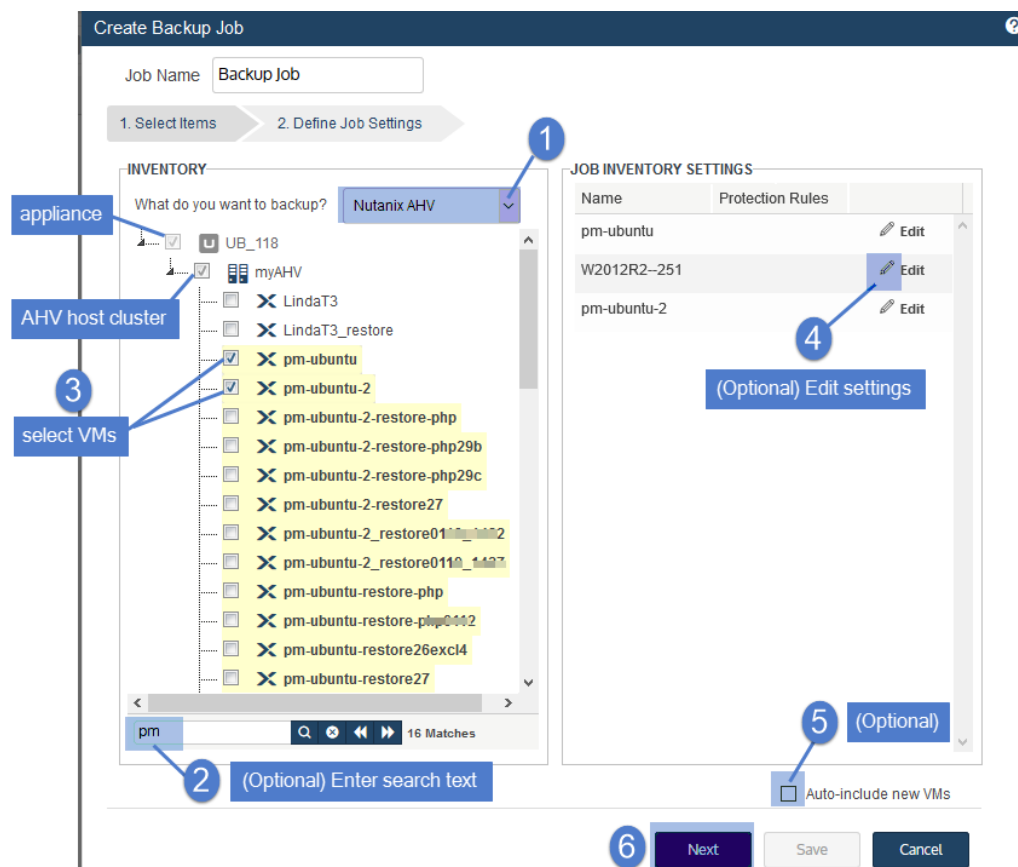 Create Backup Job
Job Name Backup Job
1. Select Items 2. Define Job Settings
1
INVENTORY
What do you want to backup? Nutanix AHV
appliance
UB_118
myAHV
AHV host cluster
LindaT3
LindaT3_restore
pm-ubuntu
pm-ubuntu-2
3
select VMs
pm-ubuntu-2-restore-php
pm-ubuntu-2-restore-php29b
pm-ubuntu-2-restore-php29c
pm-ubuntu-2-restore27
pm-ubuntu-restore-php
pm-ubuntu-restore26excl4
pm-ubuntu-restore27
pm 16 Matches
2 (Optional) Enter search text
JOB INVENTORY SETTINGS
Name Protection Rules
pm-ubuntu Edit
W2012R2--251 Edit
pm-ubuntu-2 Edit
4
(Optional) Edit settings
5 (Optional)
Auto-include new VMs
6 Next Save Cancel